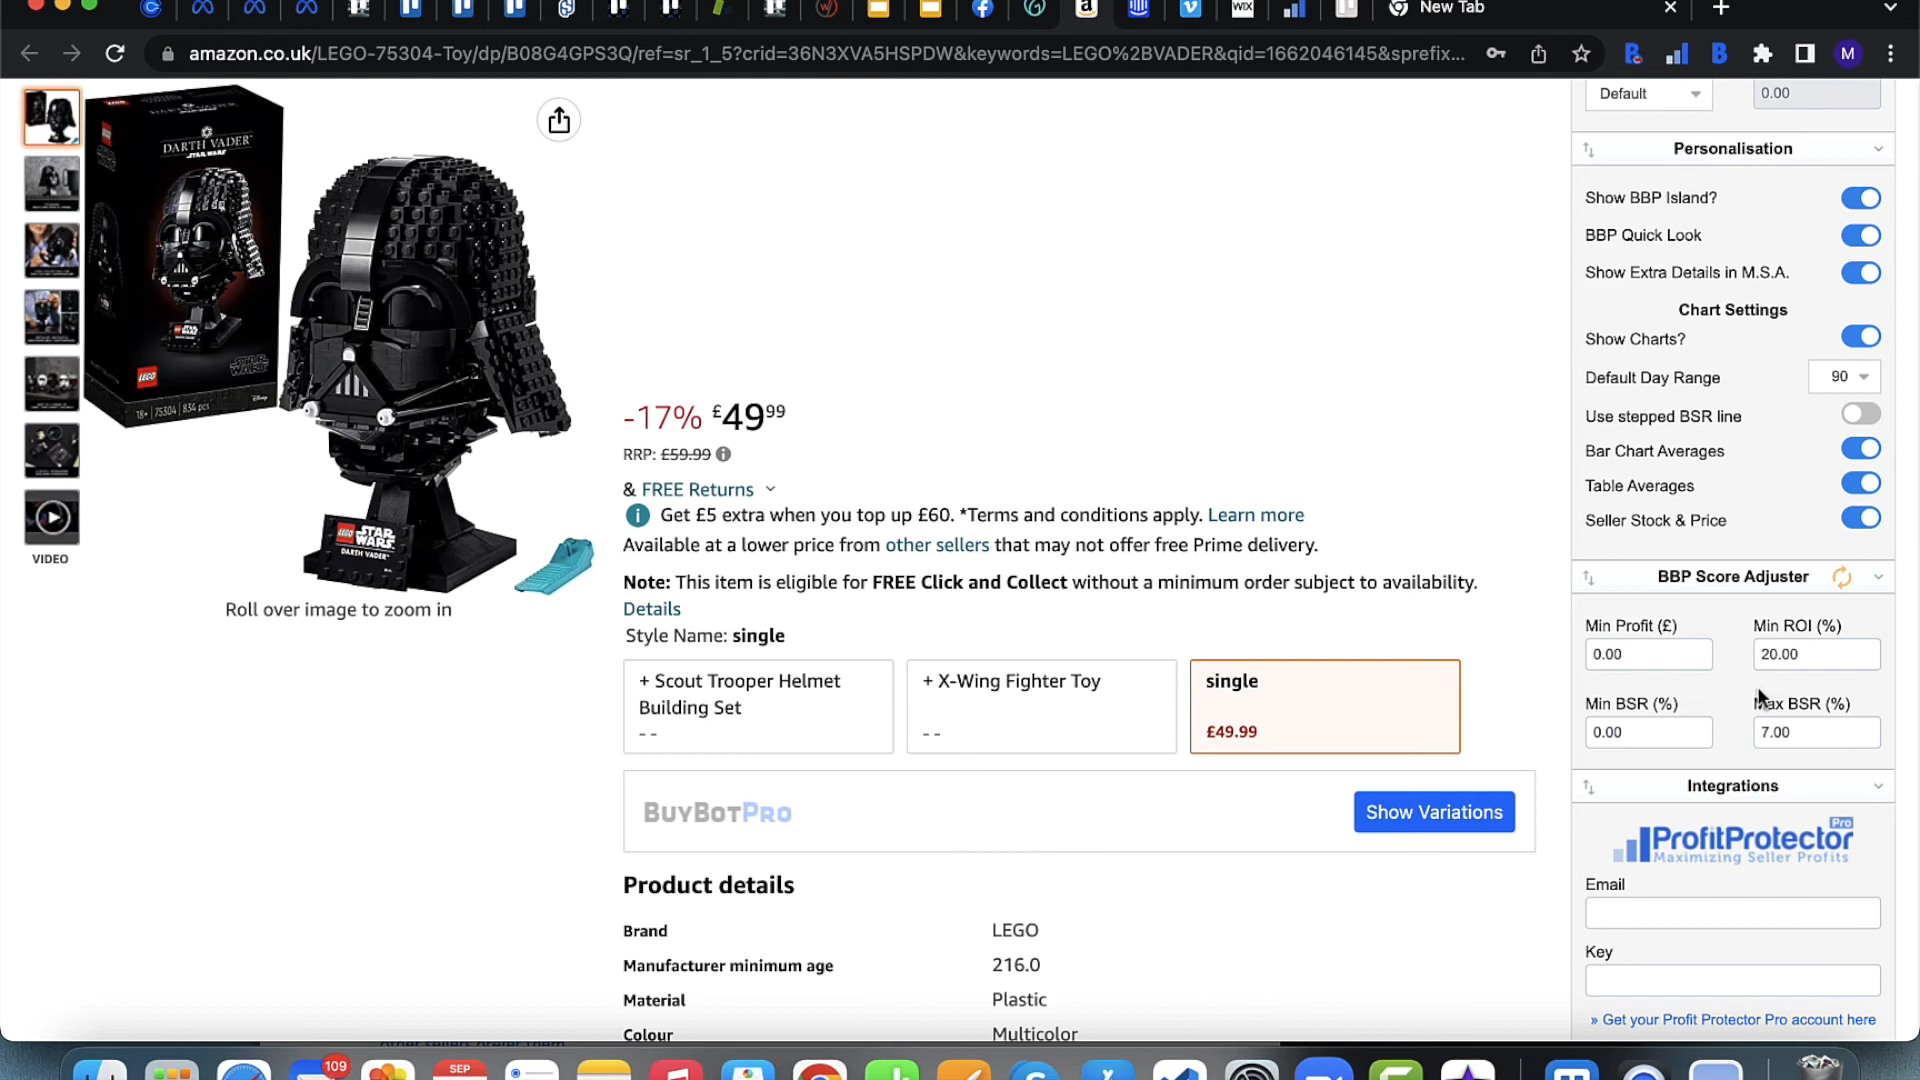 New Tab
amazon.co.uk/LEGO-75304-Toy/dp/B08G4GPS3Q/ref=sr_1_5?crid=36N3XVA5HSPDW&keywords=LEGO%2BVADER&qid=1662046145&sprefix...
M
DARTH VADER
STAR WARS
LEGO
18+ | 75304 | 834 pcs
LEGO STAR WARS
DARTH VADER
VIDEO
Roll over image to zoom in
-17% £49 99
RRP: £59.99
& FREE Returns
Get £5 extra when you top up £60. *Terms and conditions apply. Learn more
Available at a lower price from other sellers that may not offer free Prime delivery.
Note: This item is eligible for FREE Click and Collect without a minimum order subject to availability.
Details
Style Name: single
+ Scout Trooper Helmet
Building Set
- -
+ X-Wing Fighter Toy
- -
single
£49.99
BUYBOTPRO
Show Variations
Product details
Brand LEGO
Manufacturer minimum age 216.0
Material Plastic
Colour Multicolor
Default 0.00
Personalisation
Show BBP Island?
BBP Quick Look
Show Extra Details in M.S.A.
Chart Settings
Show Charts?
Default Day Range 90
Use stepped BSR line
Bar Chart Averages
Table Averages
Seller Stock & Price
BBP Score Adjuster
Min Profit (£) Min ROI (%)
0.00 20.00
Min BSR (%) Max BSR (%)
0.00 7.00
Integrations
ProfitProtector Pro
Maximizing Seller Profits
Email
Key
» Get your Profit Protector Pro account here
109
SEP